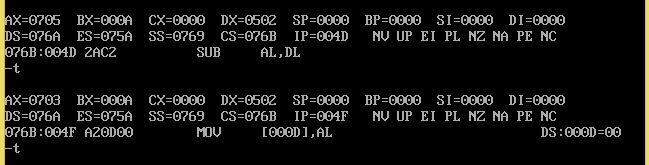 AX=0705 BX=000A CX=0000 DX=0502 SP=0000 BP=0000 SI=0000 DI=0000
DS=076A ES=075A SS=0769 CS=076B IP=004D NV UP EI PL NZ NA PE NC
076B:004D 2AC2 SUB AL,DL
-t
AX=0703 BX=000A CX=0000 DX=0502 SP=0000 BP=0000 SI=0000 DI=0000
DS=076A ES=075A SS=0769 CS=076B IP=004F NV UP EI PL NZ NA PE NC
076B:004F A20D00 MOV [000D],AL DS:000D=00
-t